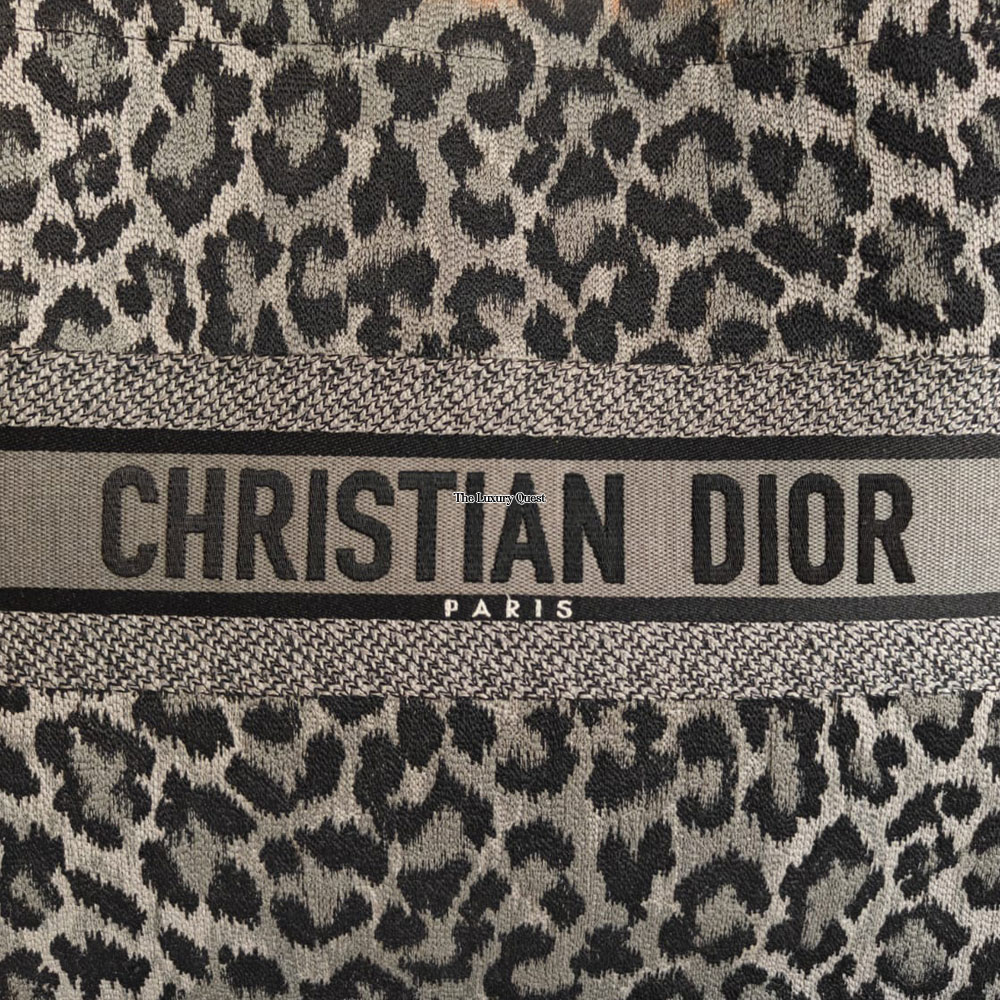 CHRISTIAN DIOR
The Luxury Quest
PARIS